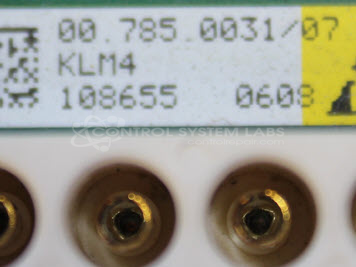 00.785.0031/07
KLM4
108655 0608
CONTROL SYSTEM LABS